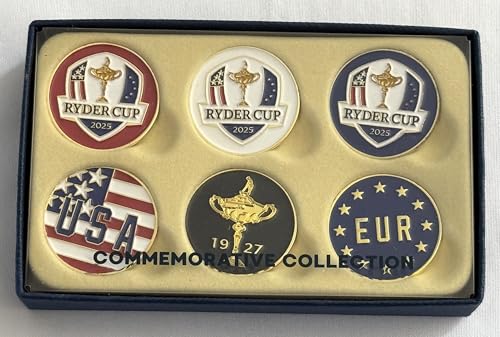 RYDER CUP
2025
RYDER CUP
2025
RYDER CUP
2025
USA
19 27
EUR
COMMEMORATIVE COLLECTION